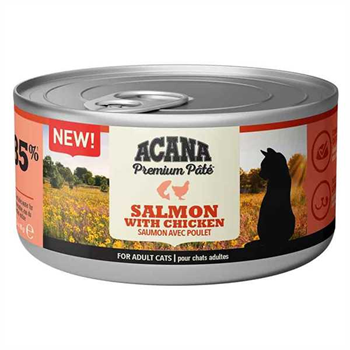 NEW!
35%
ACANA
Premium Pâté
SALMON
WITH CHICKEN
SAUMON AVEC POULET
FOR ADULT CATS / pour chats adultes